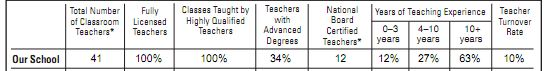 Total Number of Classroom Teachers* Fully Licensed Teachers Classes Taught by Highly Qualified Teachers Teachers with Advanced Degrees National Board Certified Teachers* Years of Teaching Experience 0–3 years 4–10 years 10+ years Teacher Turnover Rate
Our School 41 100% 100% 34% 12 12% 27% 63% 10%